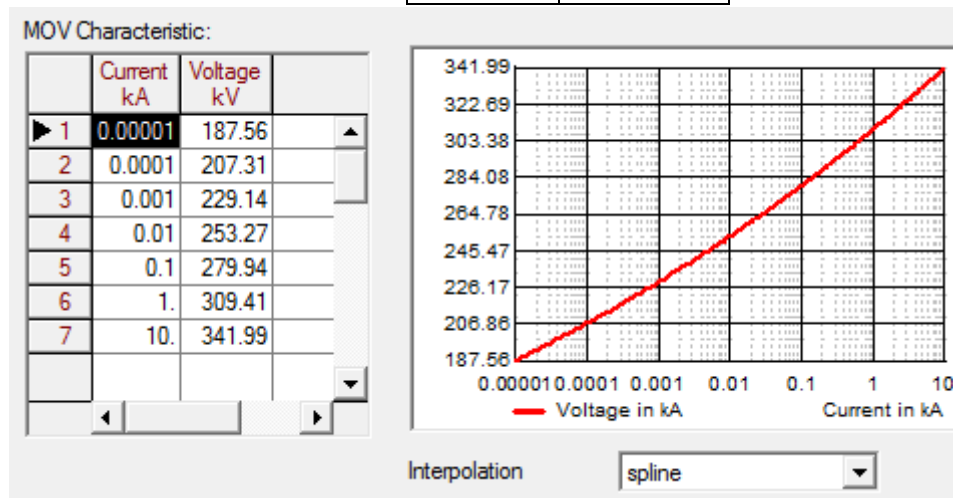 MOV Characteristic:
Current kA Voltage kV
1 0.00001 187.56
2 0.0001 207.31
3 0.001 229.14
4 0.01 253.27
5 0.1 279.94
6 1. 309.41
7 10. 341.99
341.99
322.69
303.38
284.08
264.78
245.47
226.17
206.86
187.56
0.00001 0.0001 0.001 0.01 0.1 1 10
Voltage in kA Current in kA
Interpolation spline